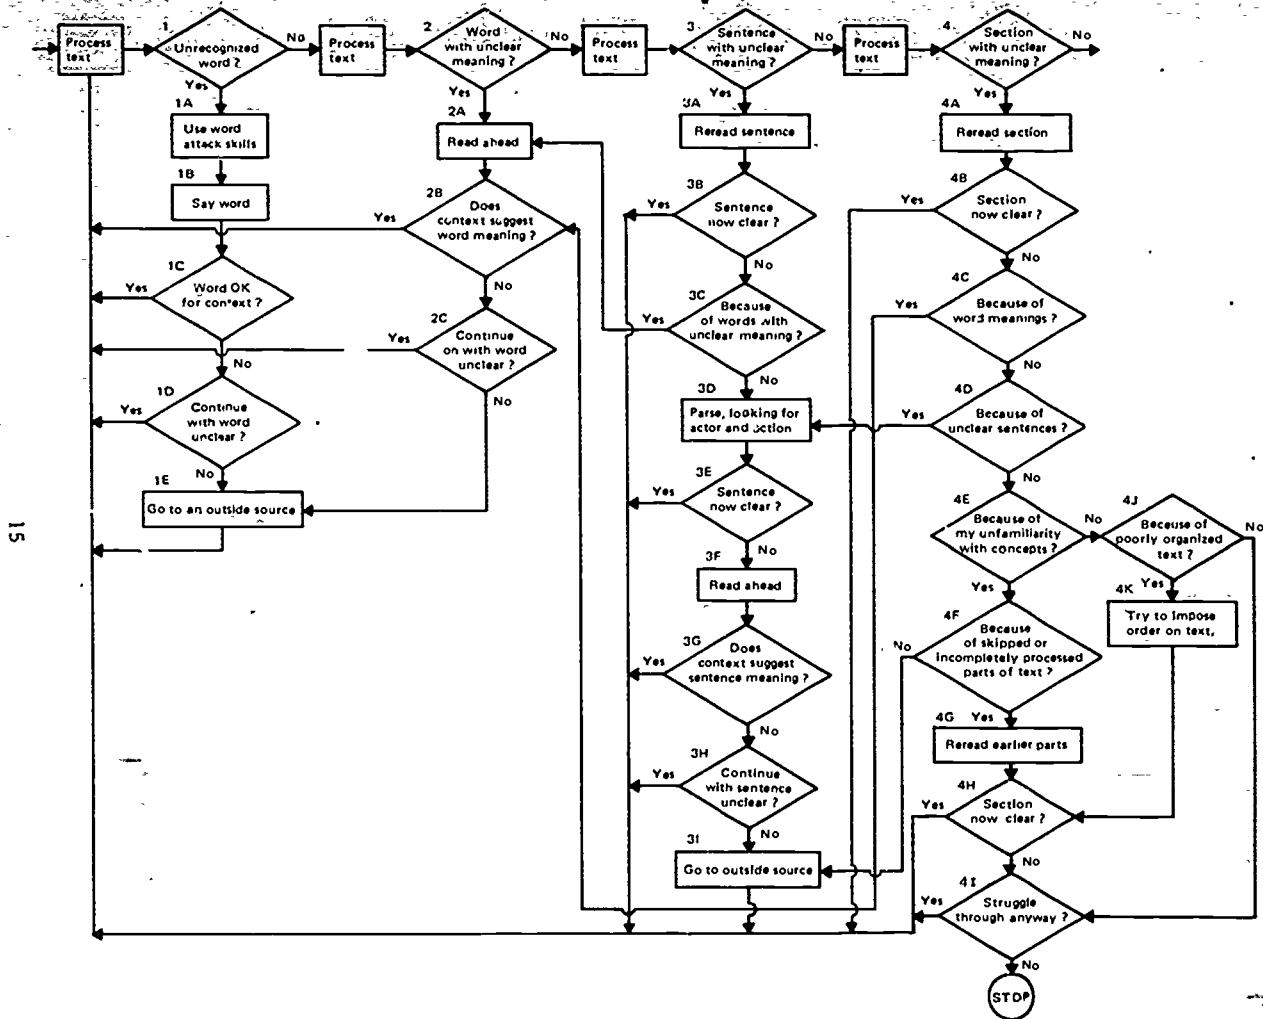 Process
text
1
Unrecognized
word?
No
Yes
Process
text
2
Word
with unclear
meaning?
No
Yes
Process
text
3
Sentence
with unclear
meaning?
No
Yes
Process
text
4
Section
with unclear
meaning?
No
Yes
1A
Use word
attack skills
1B
Say word
1C
Word OK
for context?
Yes
No
1D
Continue
with word
unclear?
Yes
No
1E
Go to an outside source
2A
Read ahead
2B
Does
context suggest
word meaning?
Yes
No
2C
Continue
on with word
unclear?
Yes
No
3A
Reread sentence
3B
Sentence
now clear?
Yes
No
3C
Because
of words with
unclear meaning?
Yes
No
3D
Parse, looking for
actor and action
3E
Sentence
now clear?
Yes
No
3F
Read ahead
3G
Does
context suggest
sentence meaning?
Yes
No
3H
Continue
with sentence
unclear?
Yes
No
3I
Go to outside source
4A
Reread section
4B
Section
now clear?
Yes
No
4C
Because of
word meanings?
Yes
No
4D
Because of
unclear sentences?
Yes
No
4E
Because of
my unfamiliarity
with concepts?
No
Yes
4J
Because of
poorly organized
text?
No
Yes
4K
Try to impose
order on text.
4F
Because
of skipped or
incompletely processed
parts of text?
No
Yes
4G
Reread earlier parts
4H
Section
now clear?
Yes
No
4I
Struggle
through anyway?
Yes
No
STOP
15